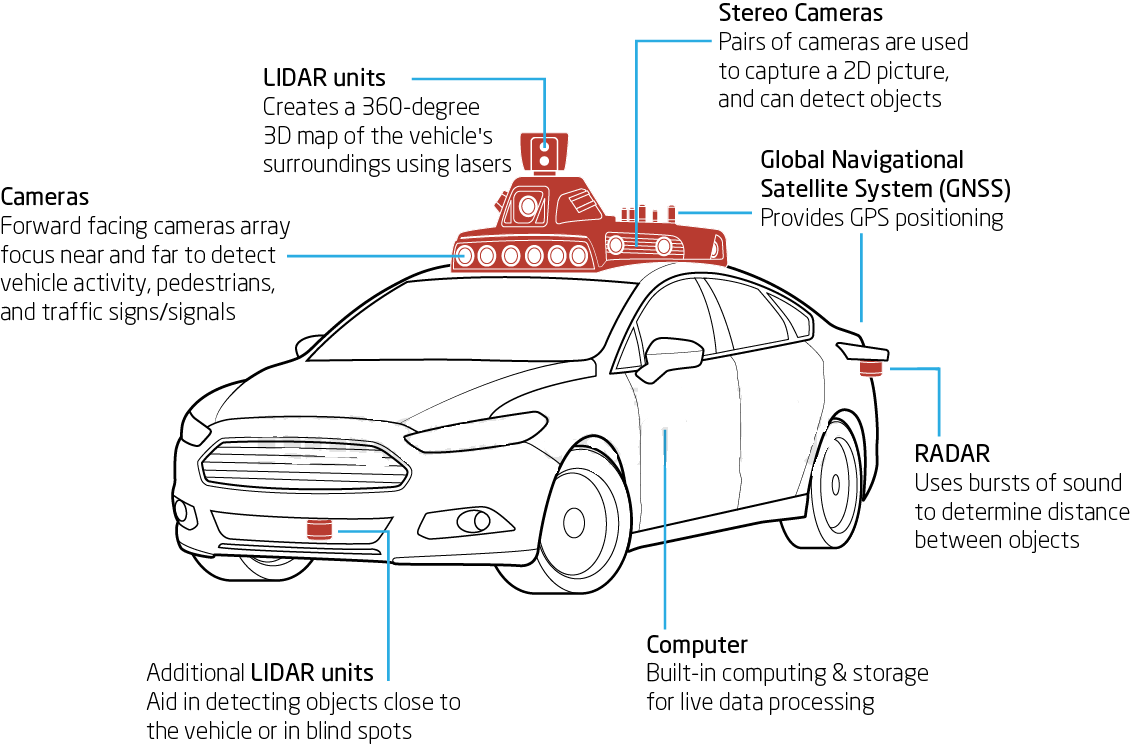 Stereo Cameras
Pairs of cameras are used
to capture a 2D picture,
and can detect objects
LIDAR units
Creates a 360-degree
3D map of the vehicle's
surroundings using lasers
Global Navigational
Satellite System (GNSS)
Provides GPS positioning
Cameras
Forward facing cameras array
focus near and far to detect
vehicle activity, pedestrians,
and traffic signs/signals
RADAR
Uses bursts of sound
to determine distance
between objects
Computer
Built-in computing & storage
for live data processing
Additional LIDAR units
Aid in detecting objects close to
the vehicle or in blind spots